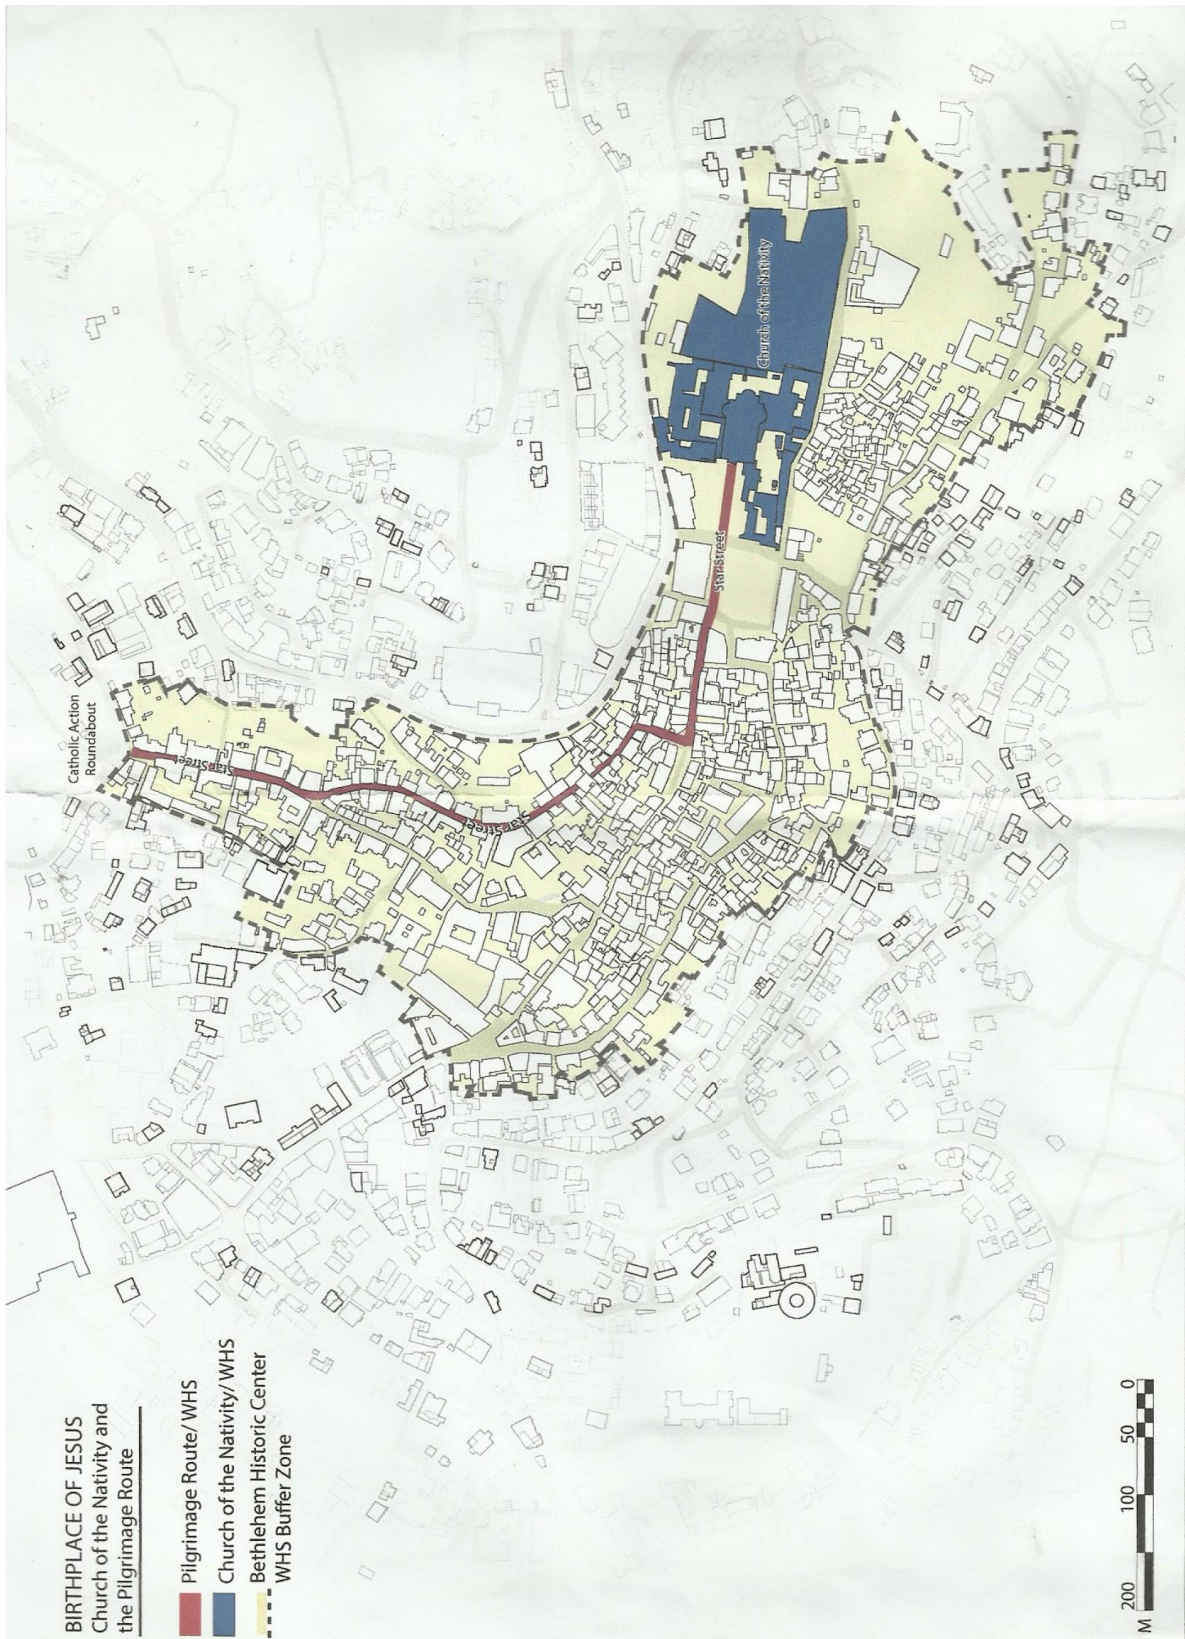 BIRTHPLACE OF JESUS
Church of the Nativity and
the Pilgrimage Route
Pilgrimage Route/ WHS
Church of the Nativity/ WHS
Bethlehem Historic Center
WHS Buffer Zone
Catholic Action
Roundabout
Star Street
Star Street
Star Street
Star Street
Church of the Nativity
M 200 100 50 0